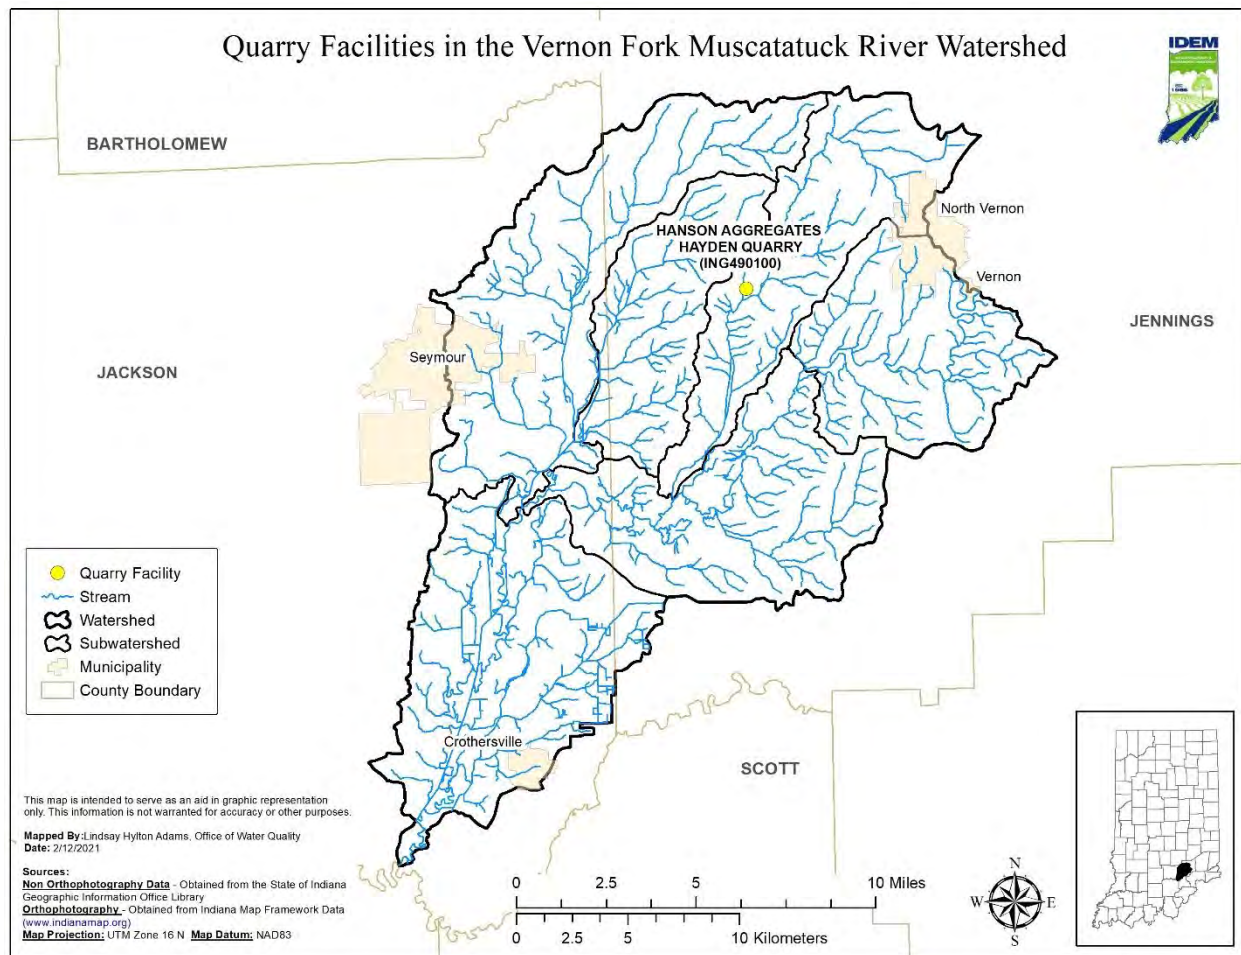 Quarry Facilities in the Vernon Fork Muscatatuck River Watershed
IDEM
BARTHOLOMEW
North Vernon
HANSON AGGREGATES
HAYDEN QUARRY
(ING490100)
Vernon
JENNINGS
Seymour
JACKSON
Quarry Facility
Stream
Watershed
Subwatershed
Municipality
County Boundary
Crothersville
SCOTT
This map is intended to serve as an aid in graphic representation
only. This information is not warranted for accuracy or other purposes.
Mapped By:Lindsay Hylton Adams, Office of Water Quality
Date: 2/12/2021
Sources:
Non Orthophotography Data - Obtained from the State of Indiana
Geographic Information Office Library
Orthophotography - Obtained from Indiana Map Framework Data
(www.indianamap.org)
Map Projection: UTM Zone 16 N Map Datum: NAD83
0 2.5 5 10 Miles
0 2.5 5 10 Kilometers
N
W E
S